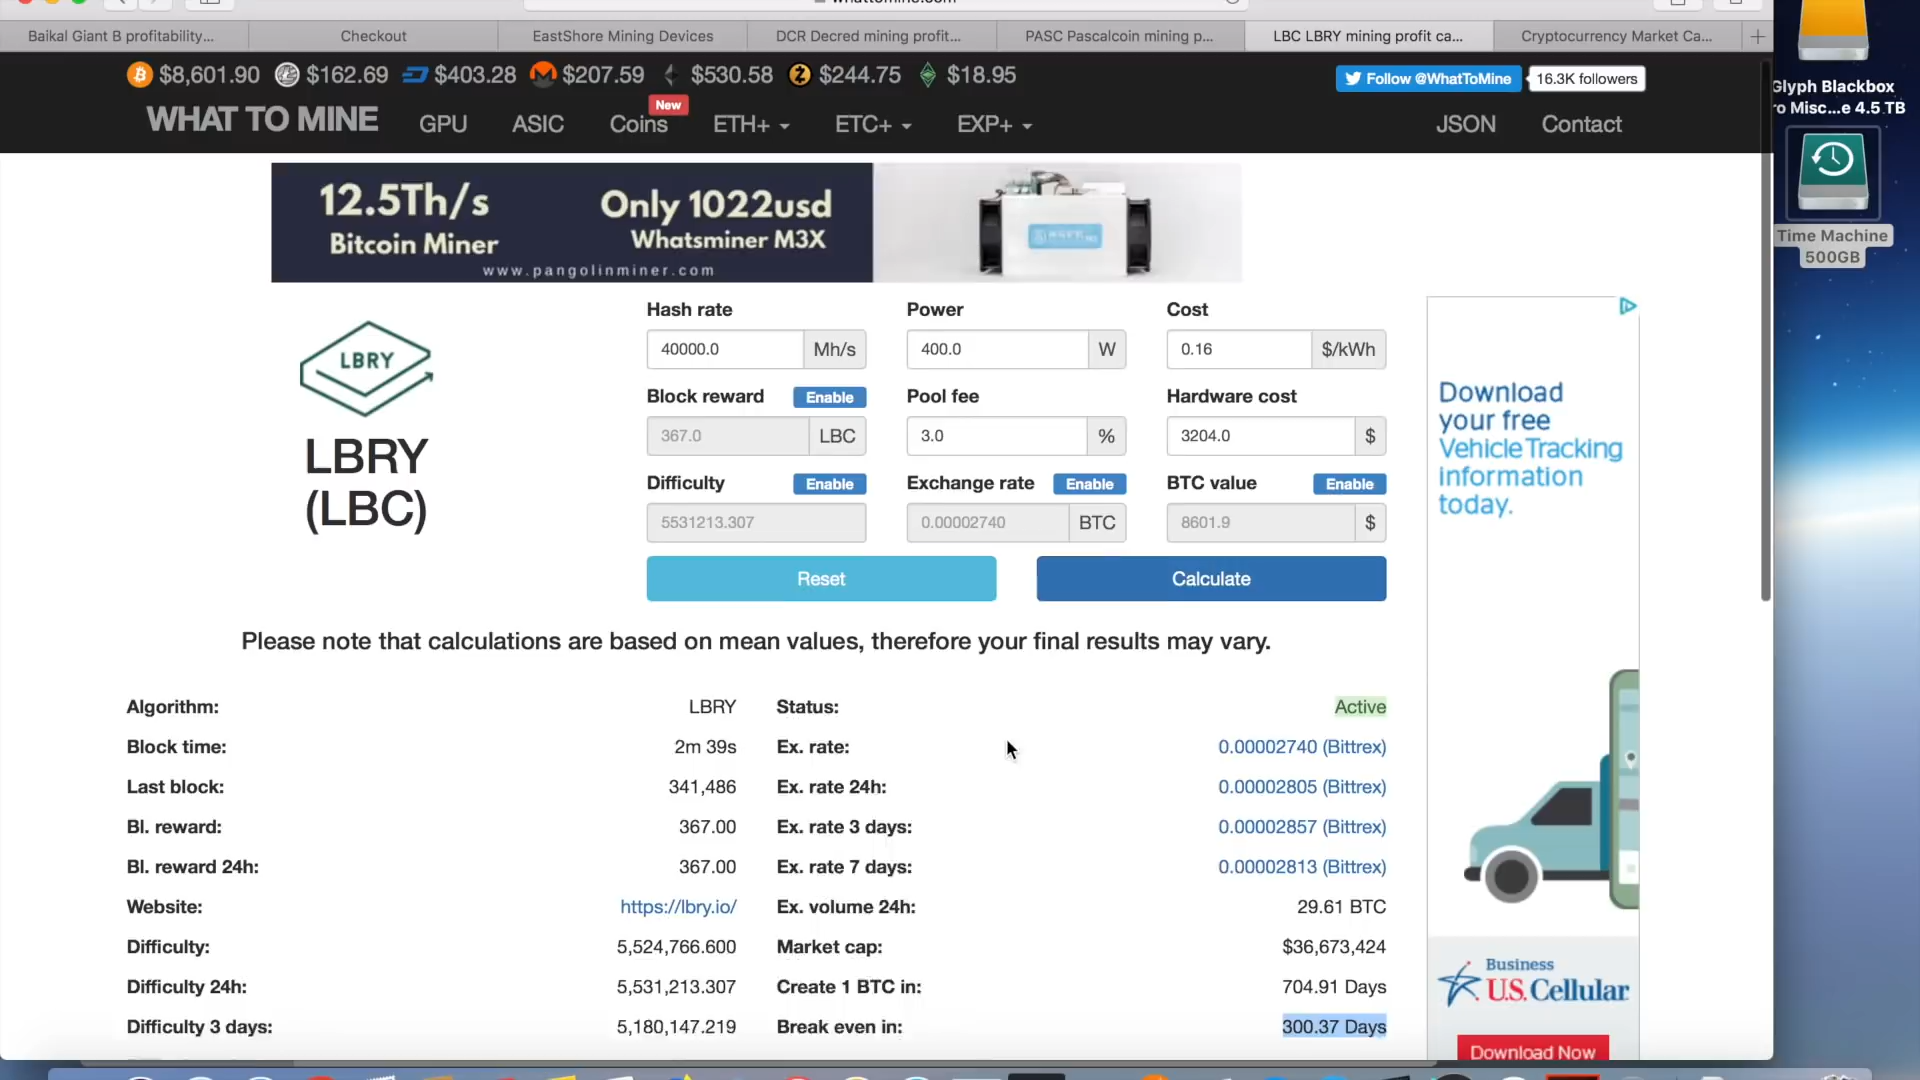 whattomine.com
Baikal Giant B profitability...
Checkout
EastShore Mining Devices
DCR Decred mining profit...
PASC Pascalcoin mining p...
LBC LBRY mining profit ca...
Cryptocurrency Market Ca...
$8,601.90 $162.69 $403.28 $207.59 $530.58 $244.75 $18.95
Follow @WhatToMine 16.3K followers
WHAT TO MINE GPU ASIC Coins New ETH+ ETC+ EXP+ JSON Contact
Glyph Blackbox
ro Misc...e 4.5 TB
Time Machine
500GB
12.5Th/s
Bitcoin Miner
Only 1022usd
Whatsminer M3X
www.pangolinminer.com
LBRY
LBRY
(LBC)
Hash rate Power Cost
40000.0 Mh/s 400.0 W 0.16 $/kWh
Block reward Enable Pool fee Hardware cost
367.0 LBC 3.0 % 3204.0 $
Difficulty Enable Exchange rate Enable BTC value Enable
5531213.307 0.00002740 BTC 8601.9 $
Reset Calculate
Please note that calculations are based on mean values, therefore your final results may vary.
Algorithm: LBRY Status: Active
Block time: 2m 39s Ex. rate: 0.00002740 (Bittrex)
Last block: 341,486 Ex. rate 24h: 0.00002805 (Bittrex)
Bl. reward: 367.00 Ex. rate 3 days: 0.00002857 (Bittrex)
Bl. reward 24h: 367.00 Ex. rate 7 days: 0.00002813 (Bittrex)
Website: https://lbry.io/ Ex. volume 24h: 29.61 BTC
Difficulty: 5,524,766.600 Market cap: $36,673,424
Difficulty 24h: 5,531,213.307 Create 1 BTC in: 704.91 Days
Difficulty 3 days: 5,180,147.219 Break even in: 300.37 Days
Download
your free
Vehicle Tracking
information
today.
Business
U.S. Cellular
Download Now